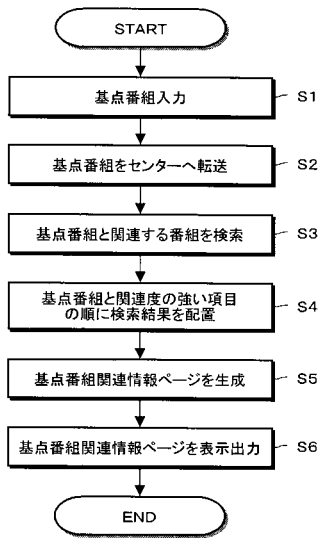 START
基点番組入力
S1
基点番組をセンターへ転送
S2
基点番組と関連する番組を検索
S3
基点番組と関連度の強い項目
の順に検索結果を配置
S4
基点番組関連情報ページを生成
S5
基点番組関連情報ページを表示出力
S6
END